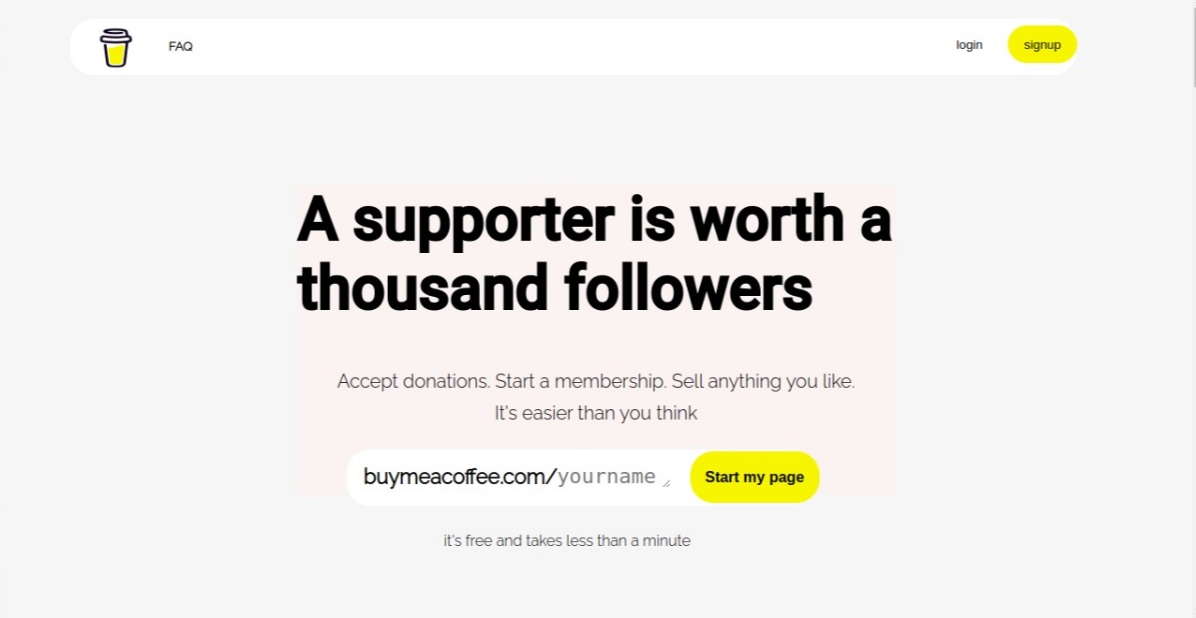 FAQ
login
signup
A supporter is worth a
thousand followers
Accept donations. Start a membership. Sell anything you like.
It's easier than you think
buymeacoffee.com/yourname
Start my page
it's free and takes less than a minute